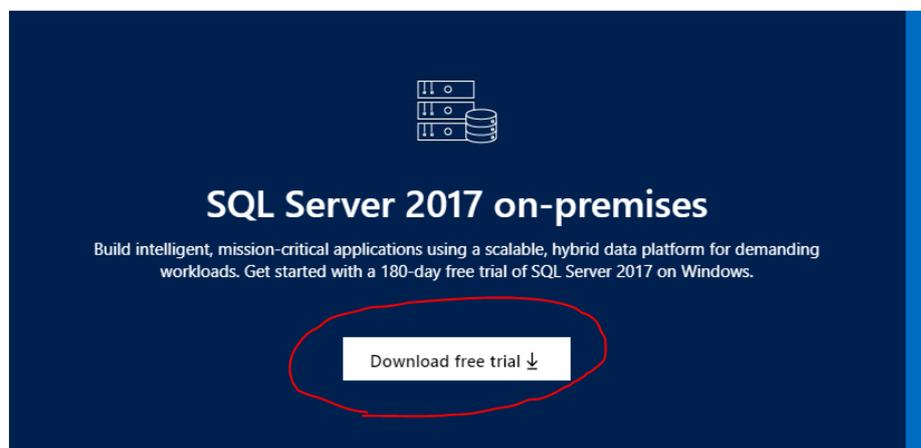 SQL Server 2017 on-premises
Build intelligent, mission-critical applications using a scalable, hybrid data platform for demanding
workloads. Get started with a 180-day free trial of SQL Server 2017 on Windows.
Download free trial